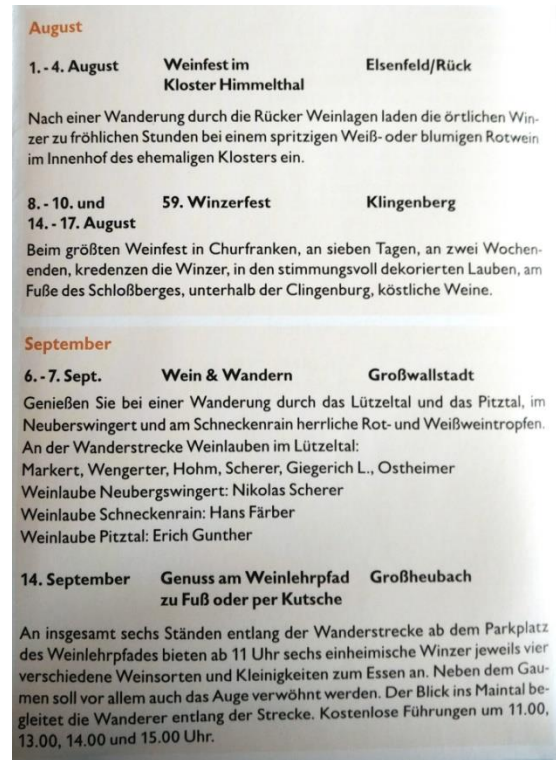 August
1. - 4. August Weinfest im Elsenfeld/Rück
Kloster Himmelthal
Nach einer Wanderung durch die Rücker Weinlagen laden die örtlichen Win-
zer zu fröhlichen Stunden bei einem spritzigen Weiß- oder blumigen Rotwein
im Innenhof des ehemaligen Klosters ein.
8. - 10. und 59. Winzerfest Klingenberg
14. - 17. August
Beim größten Weinfest in Churfranken, an sieben Tagen, an zwei Wochen-
enden, kredenzen die Winzer, in den stimmungsvoll dekorierten Lauben, am
Fuße des Schloßberges, unterhalb der Clingenburg, köstliche Weine.
September
6. - 7. Sept. Wein & Wandern Großwallstadt
Genießen Sie bei einer Wanderung durch das Lützeltal und das Pitztal, im
Neuberswingert und am Schneckenrain herrliche Rot- und Weißweintropfen.
An der Wanderstrecke Weinlauben im Lützeltal:
Markert, Wengerter, Hohm, Scherer, Giegerich L., Ostheimer
Weinlaube Neubergswingert: Nikolas Scherer
Weinlaube Schneckenrain: Hans Färber
Weinlaube Pitztal: Erich Gunther
14. September Genuss am Weinlehrpfad Großheubach
zu Fuß oder per Kutsche
An insgesamt sechs Ständen entlang der Wanderstrecke ab dem Parkplatz
des Weinlehrpfades bieten ab 11 Uhr sechs einheimische Winzer jeweils vier
verschiedene Weinsorten und Kleinigkeiten zum Essen an. Neben dem Gau-
men soll vor allem auch das Auge verwöhnt werden. Der Blick ins Maintal be-
gleitet die Wanderer entlang der Strecke. Kostenlose Führungen um 11.00,
13.00, 14.00 und 15.00 Uhr.